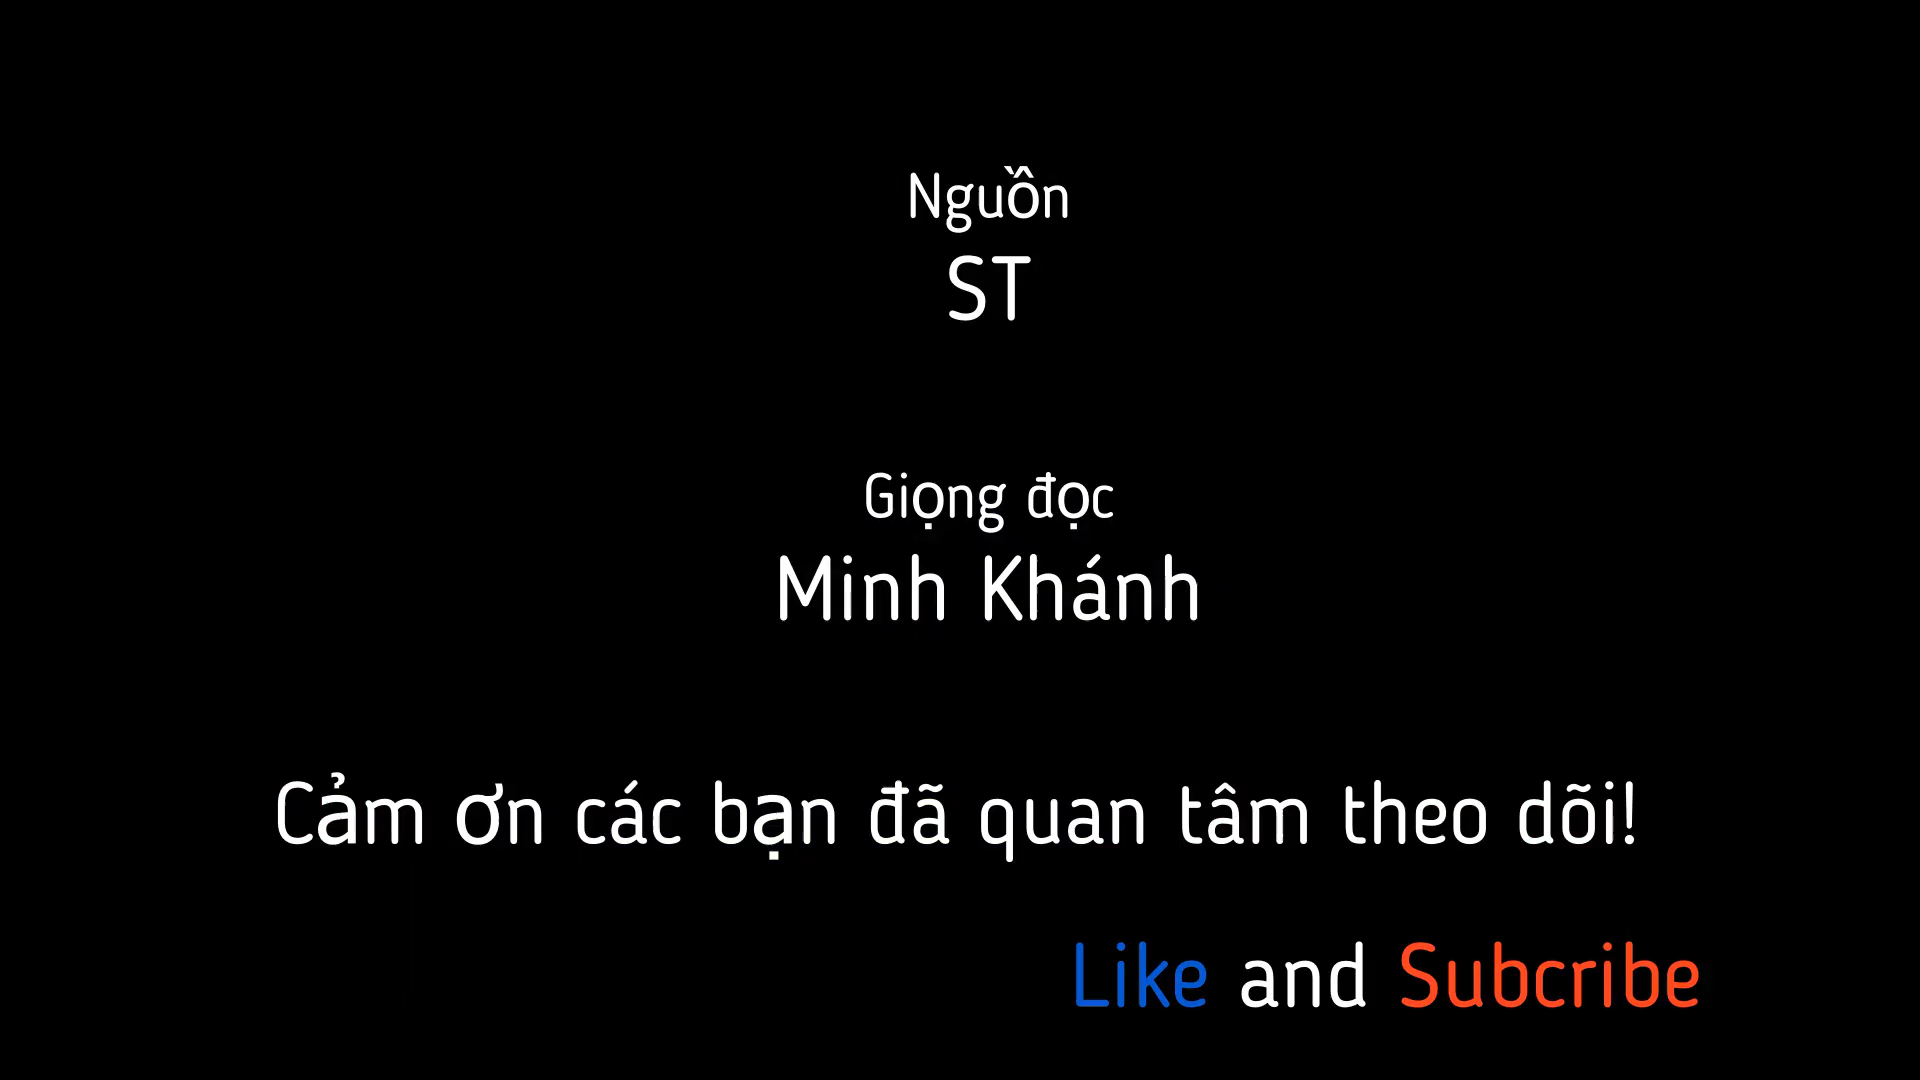 Nguồn
ST
Giọng đọc
Minh Khánh
Cảm ơn các bạn đã quan tâm theo dõi!
Like and Subcribe